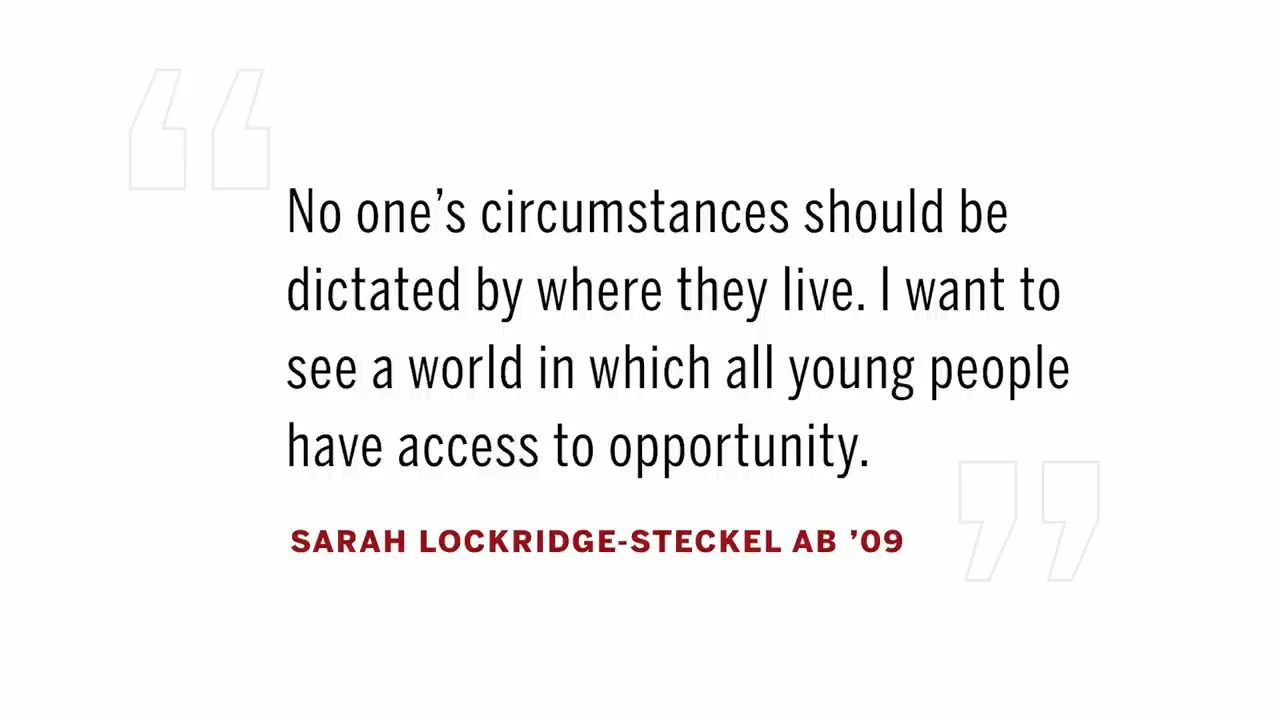 No one’s circumstances should be
dictated by where they live. I want to
see a world in which all young people
have access to opportunity.
SARAH LOCKRIDGE-STECKEL AB ’09